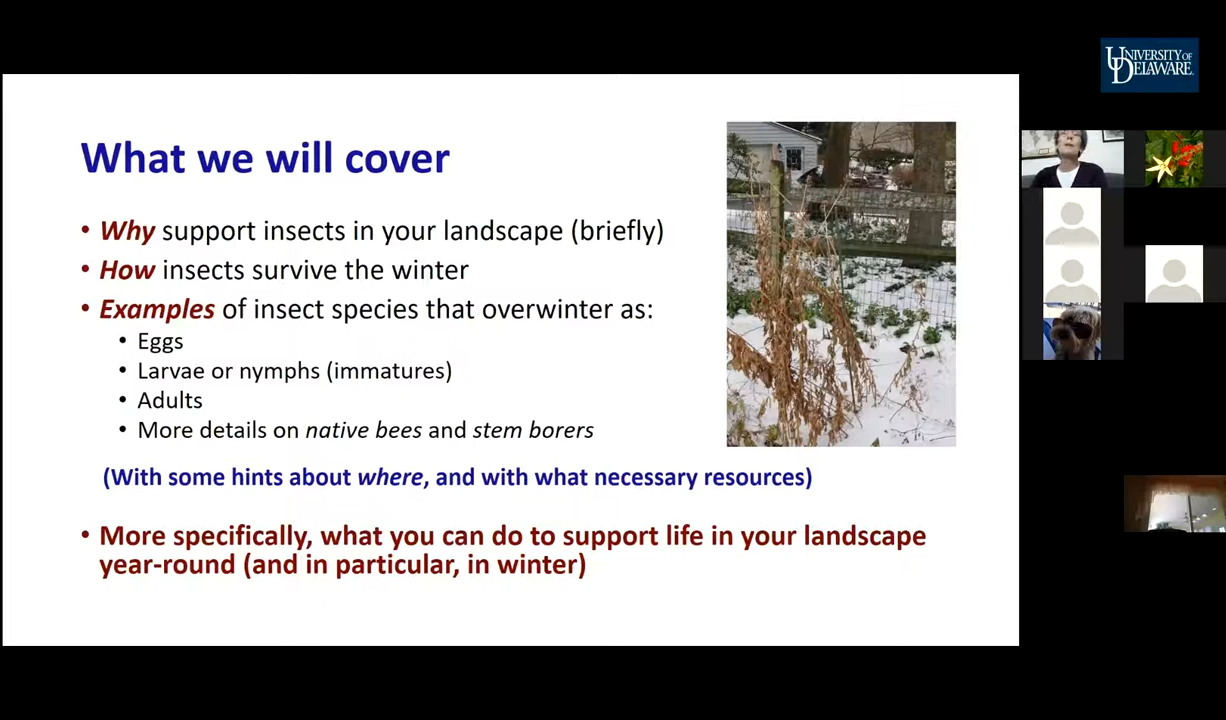 UNIVERSITY OF
DELAWARE
What we will cover
• Why support insects in your landscape (briefly)
• How insects survive the winter
• Examples of insect species that overwinter as:
• Eggs
• Larvae or nymphs (immatures)
• Adults
• More details on native bees and stem borers
(With some hints about where, and with what necessary resources)
• More specifically, what you can do to support life in your landscape
year-round (and in particular, in winter)